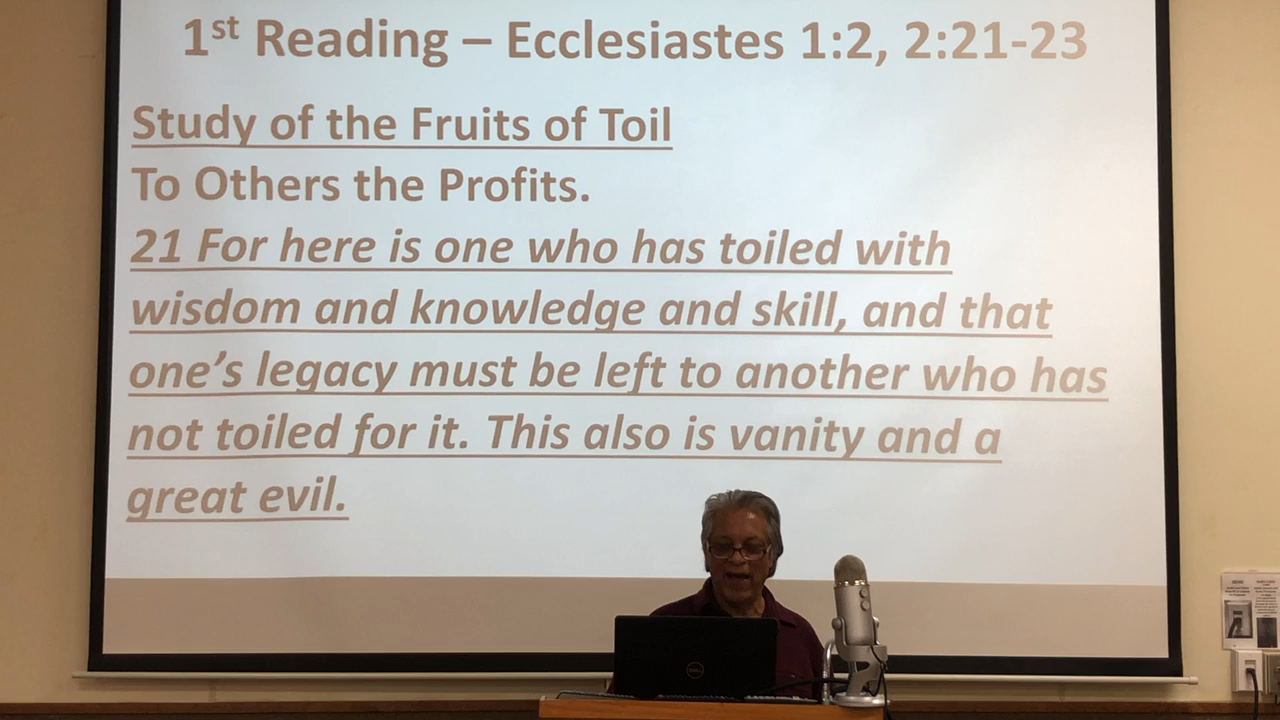 1st Reading – Ecclesiastes 1:2, 2:21-23
Study of the Fruits of Toil
To Others the Profits.
21 For here is one who has toiled with
wisdom and knowledge and skill, and that
one’s legacy must be left to another who has
not toiled for it. This also is vanity and a
great evil.
DELL